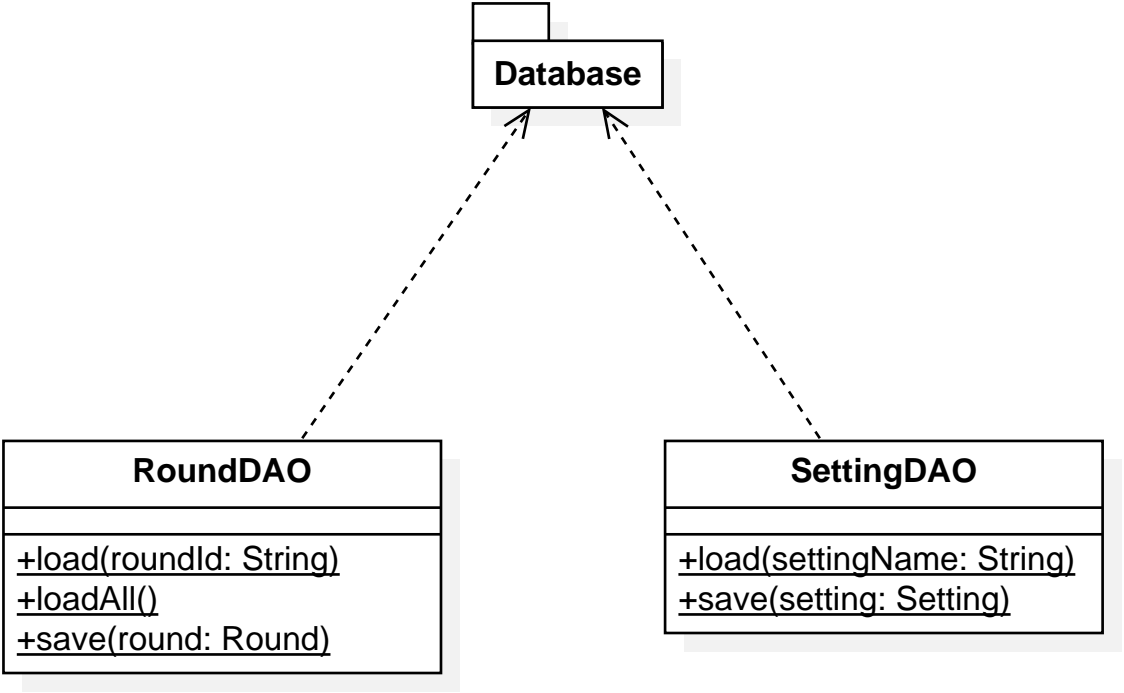 Database
RoundDAO
+load(roundId: String)
+loadAll()
+save(round: Round)
SettingDAO
+load(settingName: String)
+save(setting: Setting)